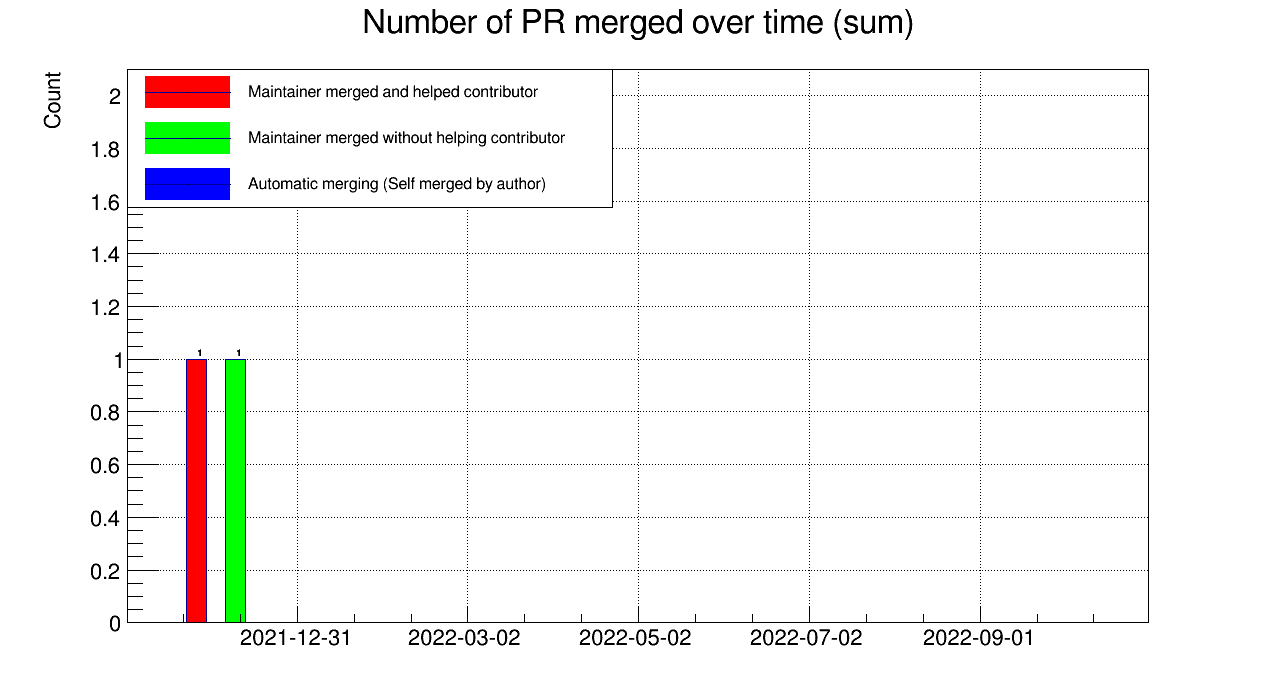 Number of PR merged over time (sum)
Count
Maintainer merged and helped contributor
Maintainer merged without helping contributor
Automatic merging (Self merged by author)
2
1.8
1.6
1.4
1.2
1
0.8
0.6
0.4
0.2
0
1 1
2021-12-31 2022-03-02 2022-05-02 2022-07-02 2022-09-01